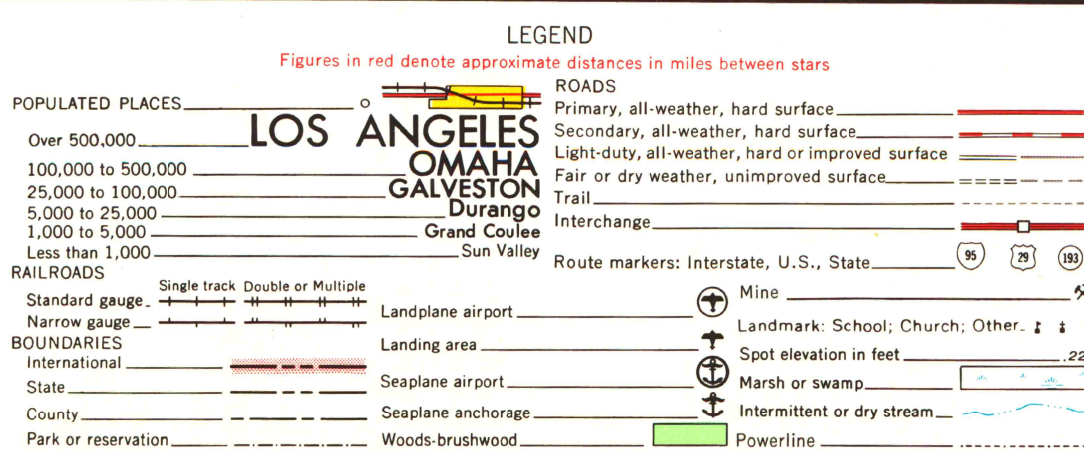 LEGEND
Figures in red denote approximate distances in miles between stars
POPULATED PLACES
Over 500,000 LOS ANGELES
100,000 to 500,000 OMAHA
25,000 to 100,000 GALVESTON
5,000 to 25,000 Durango
1,000 to 5,000 Grand Coulee
Less than 1,000 Sun Valley
RAILROADS
Single track Double or Multiple
Standard gauge
Narrow gauge
BOUNDARIES
International
State
County
Park or reservation
Landplane airport
Landing area
Seaplane airport
Seaplane anchorage
Woods-brushwood
ROADS
Primary, all-weather, hard surface
Secondary, all-weather, hard surface
Light-duty, all-weather, hard or improved surface
Fair or dry weather, unimproved surface
Trail
Interchange
Route markers: Interstate, U.S., State 95 29 193
Mine
Landmark: School; Church; Other
Spot elevation in feet .22
Marsh or swamp
Intermittent or dry stream
Powerline